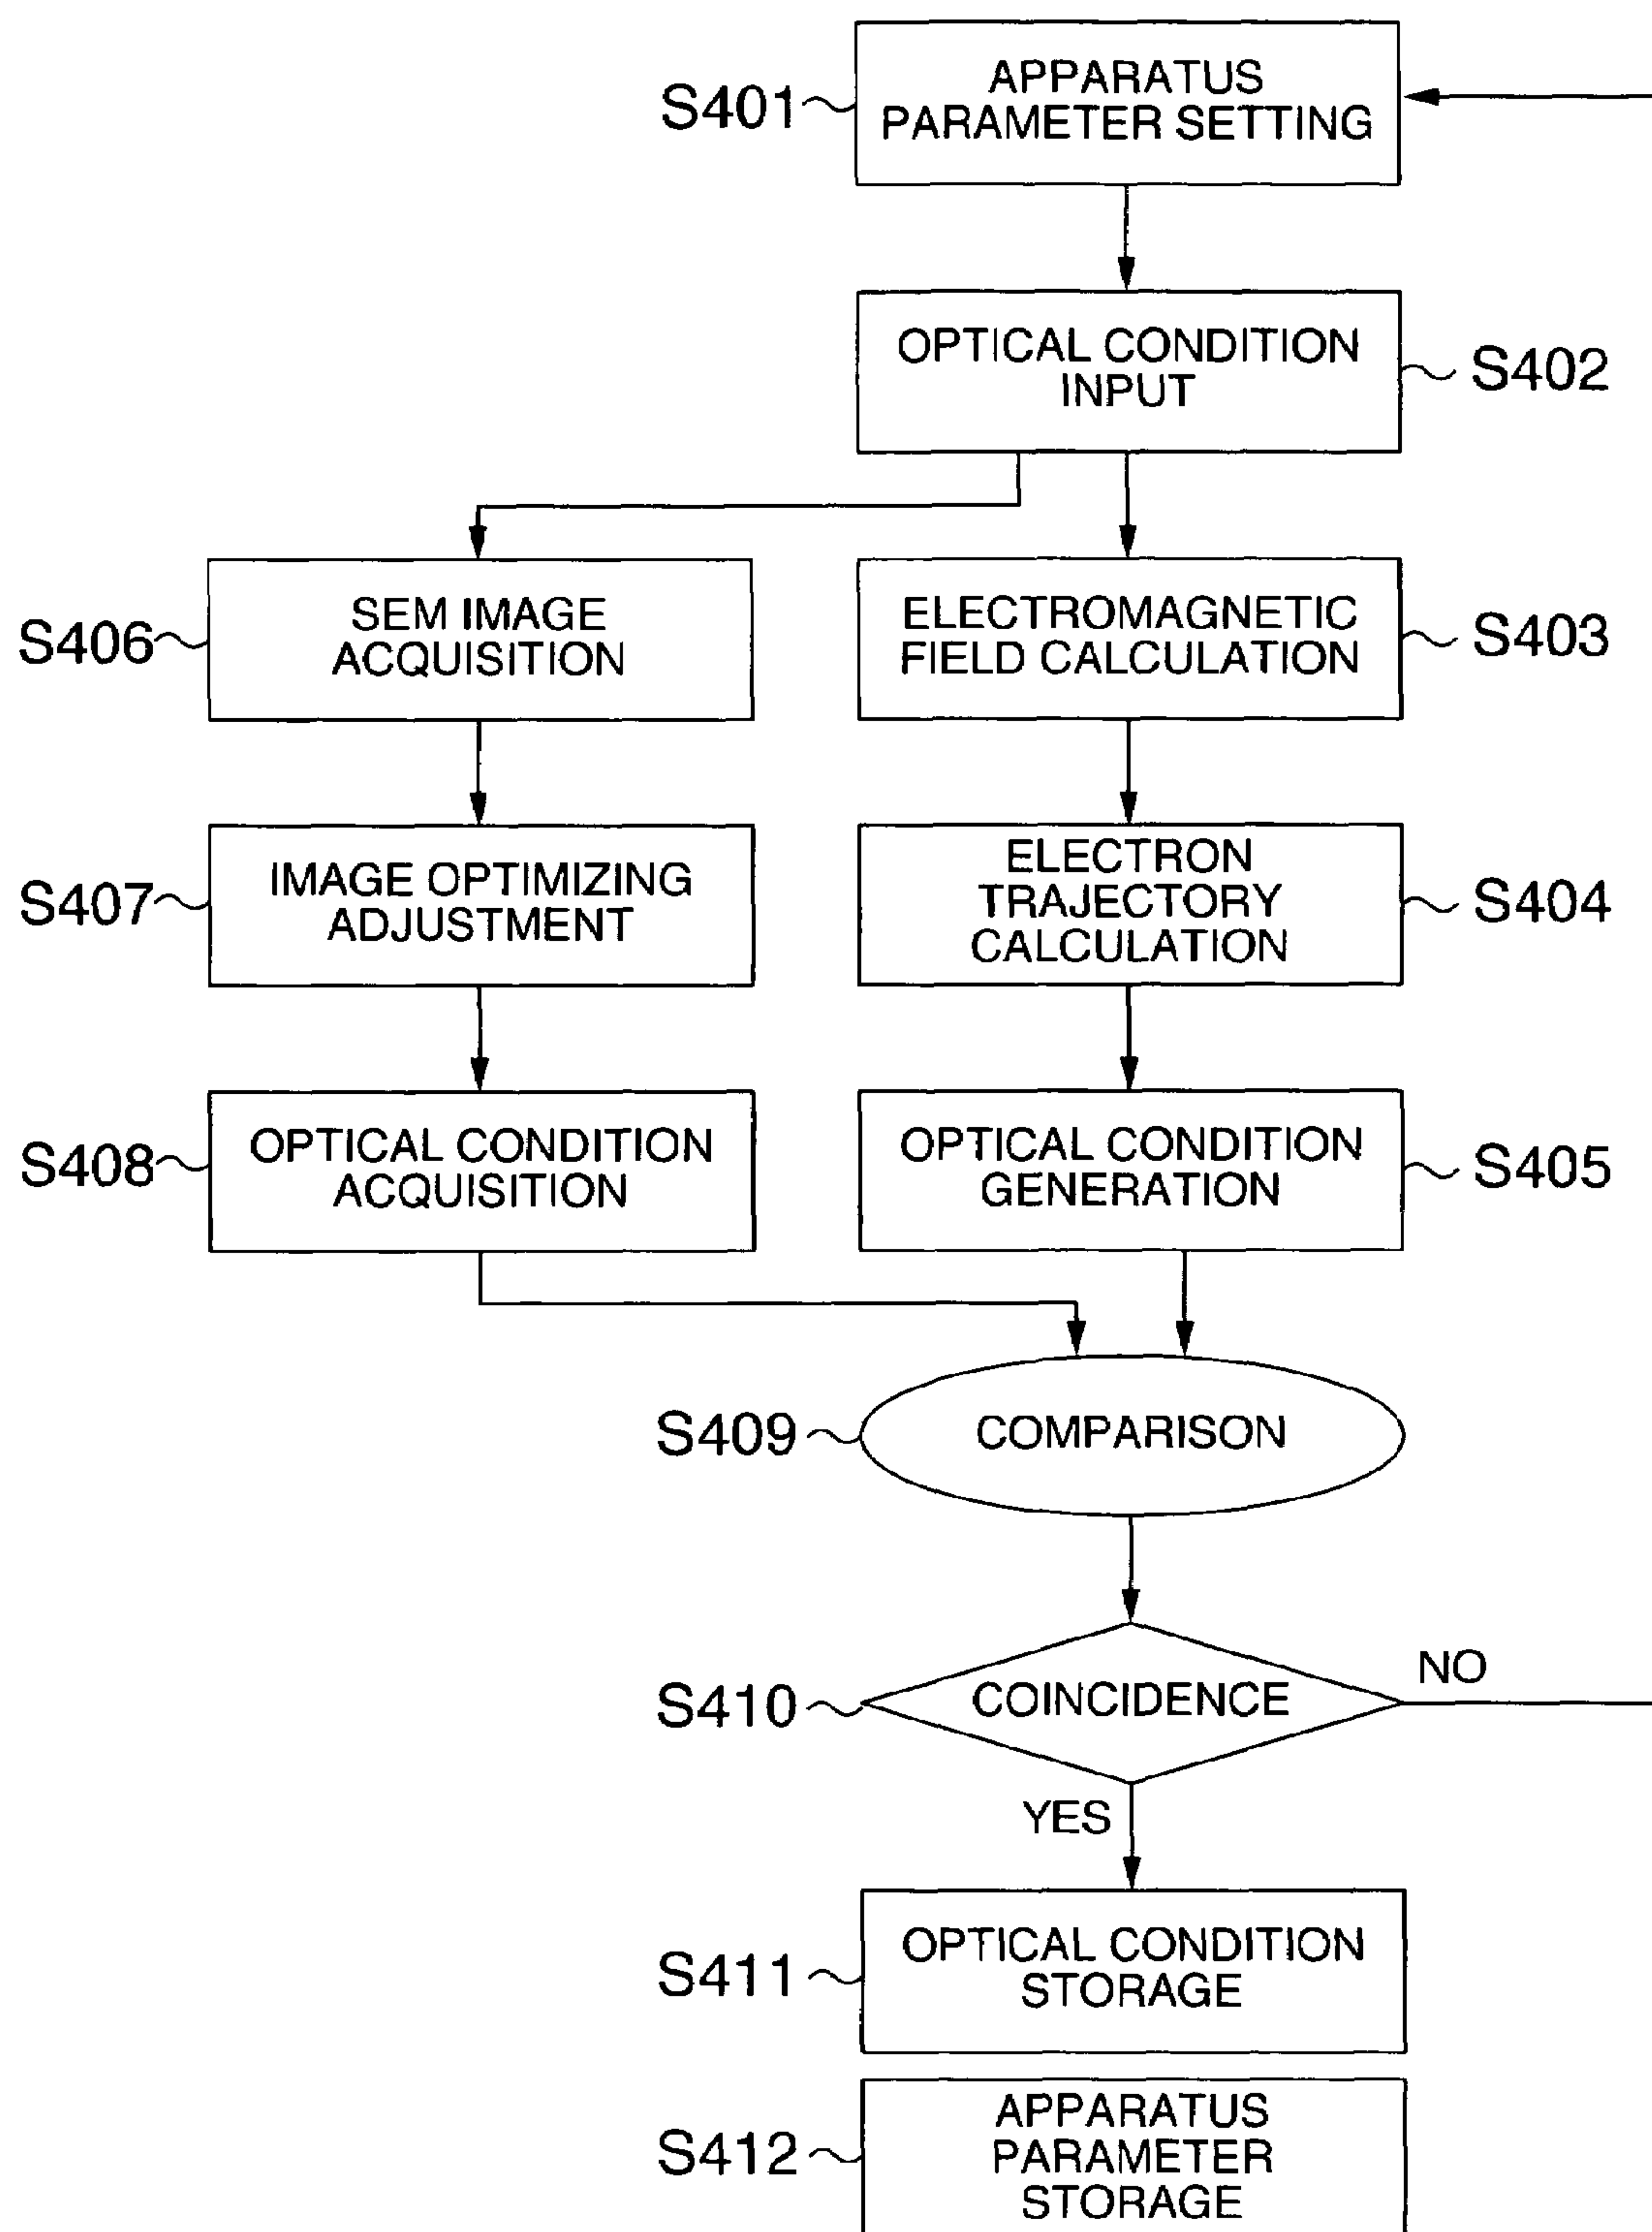 S401
APPARATUS
PARAMETER SETTING
OPTICAL CONDITION
INPUT
S402
S406
SEM IMAGE
ACQUISITION
ELECTROMAGNETIC
FIELD CALCULATION
S403
S407
IMAGE OPTIMIZING
ADJUSTMENT
ELECTRON
TRAJECTORY
CALCULATION
S404
S408
OPTICAL CONDITION
ACQUISITION
OPTICAL CONDITION
GENERATION
S405
S409
COMPARISON
S410
COINCIDENCE
NO
YES
S411
OPTICAL CONDITION
STORAGE
S412
APPARATUS
PARAMETER
STORAGE